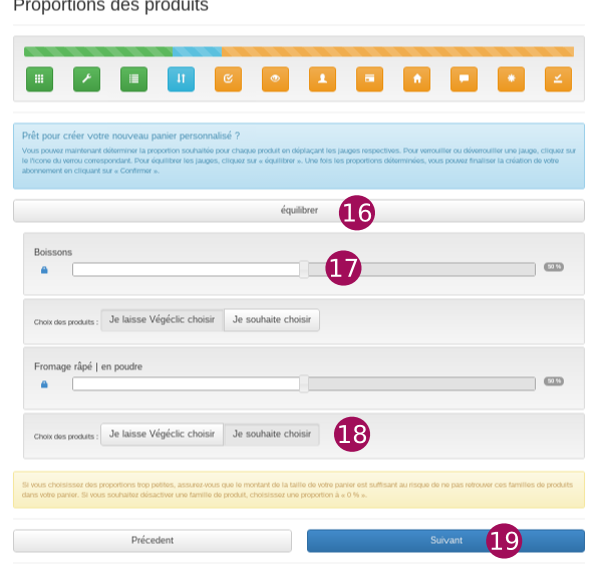 Proportions des produits
Prêt pour créer votre nouveau panier personnalisé ?
Vous pouvez maintenant déterminer la proportion souhaitée pour chaque produit en déplaçant les jauges respectives. Pour verrouiller ou déverrouiller une jauge, cliquez sur
le l'icone du verrou correspondant. Pour équilibrer les jauges, cliquez sur « équilibrer ». Une fois les proportions déterminées, vous pouvez finaliser la création de votre
abonnement en cliquant sur « Confirmer ».
équilibrer 16
Boissons
17 50 %
Choix des produits : Je laisse Végéclic choisir Je souhaite choisir
Fromage râpé | en poudre
50 %
Choix des produits : Je laisse Végéclic choisir Je souhaite choisir 18
Si vous choisissez des proportions trop petites, assurez vous que le montant de la taille de votre panier est suffisant au risque de ne pas retrouver ces familles de produits
dans votre panier. Si vous souhaitez désactiver une famille de produit, choisissez une proportion à « 0 % ».
Précedent Suivant 19